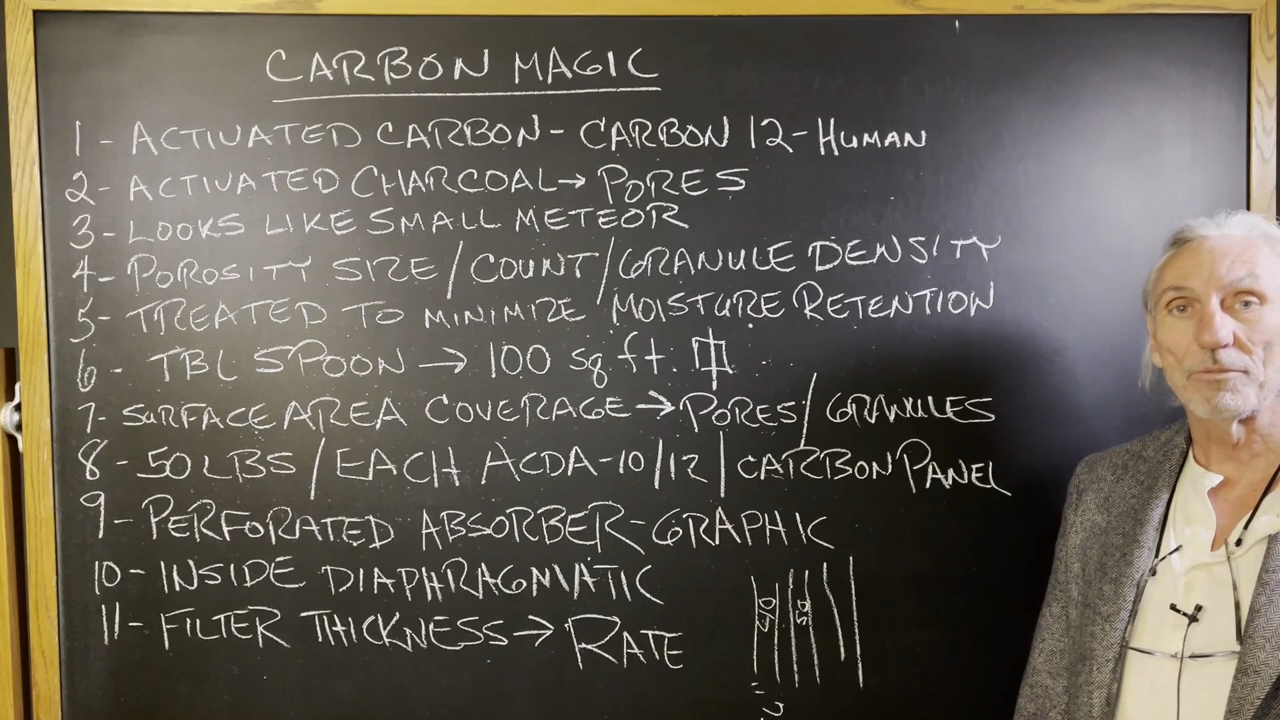 CARBON MAGIC
1 - ACTIVATED CARBON - CARBON 12 - HUMAN
2 - ACTIVATED CHARCOAL → PORES
3 - LOOKS LIKE SMALL METEOR
4 - POROSITY SIZE / COUNT / GRANULE DENSITY
5 - TREATED TO MINIMIZE MOISTURE RETENTION
6 - TBL SPOON → 100 sq ft.
7 - SURFACE AREA COVERAGE → PORES / GRANULES
8 - 50 LBS / EACH ACDA-10/12 | CARBON PANEL
9 - PERFORATED ABSORBER - GRAPHIC
10 - INSIDE DIAPHRAGMATIC
11 - FILTER THICKNESS → RATE